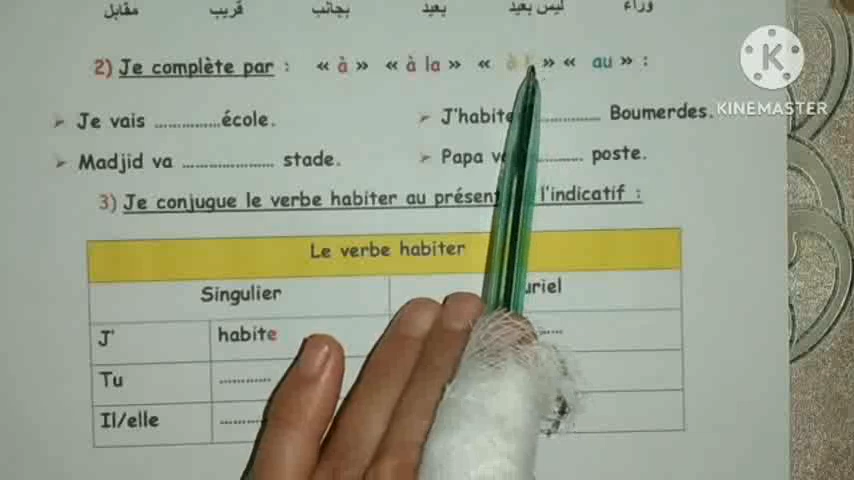 مقابل قريب بجانب بعيد ليس بعيد وراء
2) Je complète par : « à » « à la » « à » « au » :
➢ Je vais ..............école. ➢ J'habite .............. Boumerdes.
➢ Madjid va ................... stade. ➢ Papa .......... poste.
3) Je conjugue le verbe habiter au présent l'indicatif :
Le verbe habiter
Singulier
J' habite
Tu ............
Il/elle ............
KINEMASTER